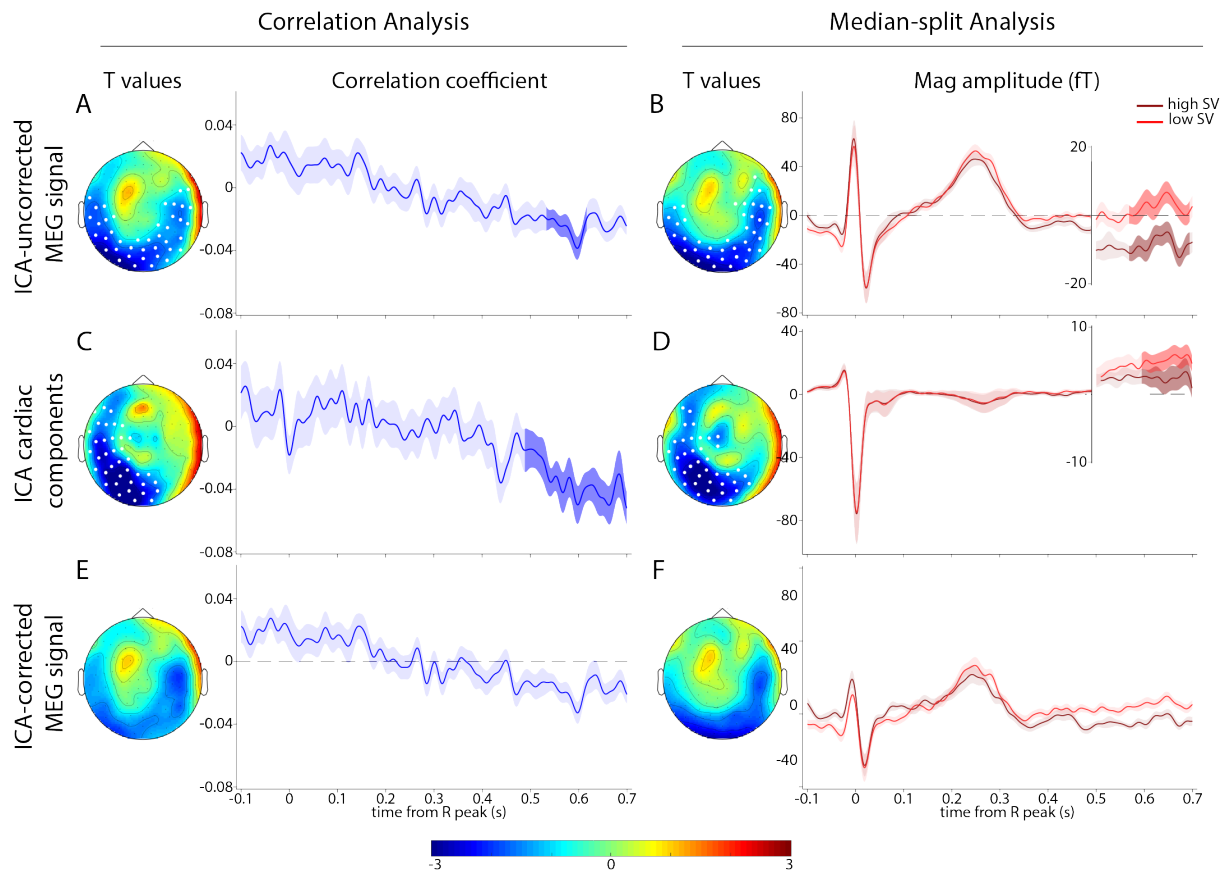 Correlation Analysis
Median-split Analysis
T values
Correlation coefficient
T values
Mag amplitude (fT)
ICA-uncorrected
MEG signal
A
0.04
0
-0.04
-0.08
B
80
40
0
-40
-80
high SV
low SV
20
-20
ICA cardiac
components
C
0.04
0
-0.04
-0.08
D
40
0
-40
-80
10
-10
ICA-corrected
MEG signal
E
0.04
0
-0.04
-0.08
-0.1 0 0.1 0.2 0.3 0.4 0.5 0.6 0.7
time from R peak (s)
F
80
40
0
-40
-0.1 0 0.1 0.2 0.3 0.4 0.5 0.6 0.7
time from R peak (s)
-3 0 3